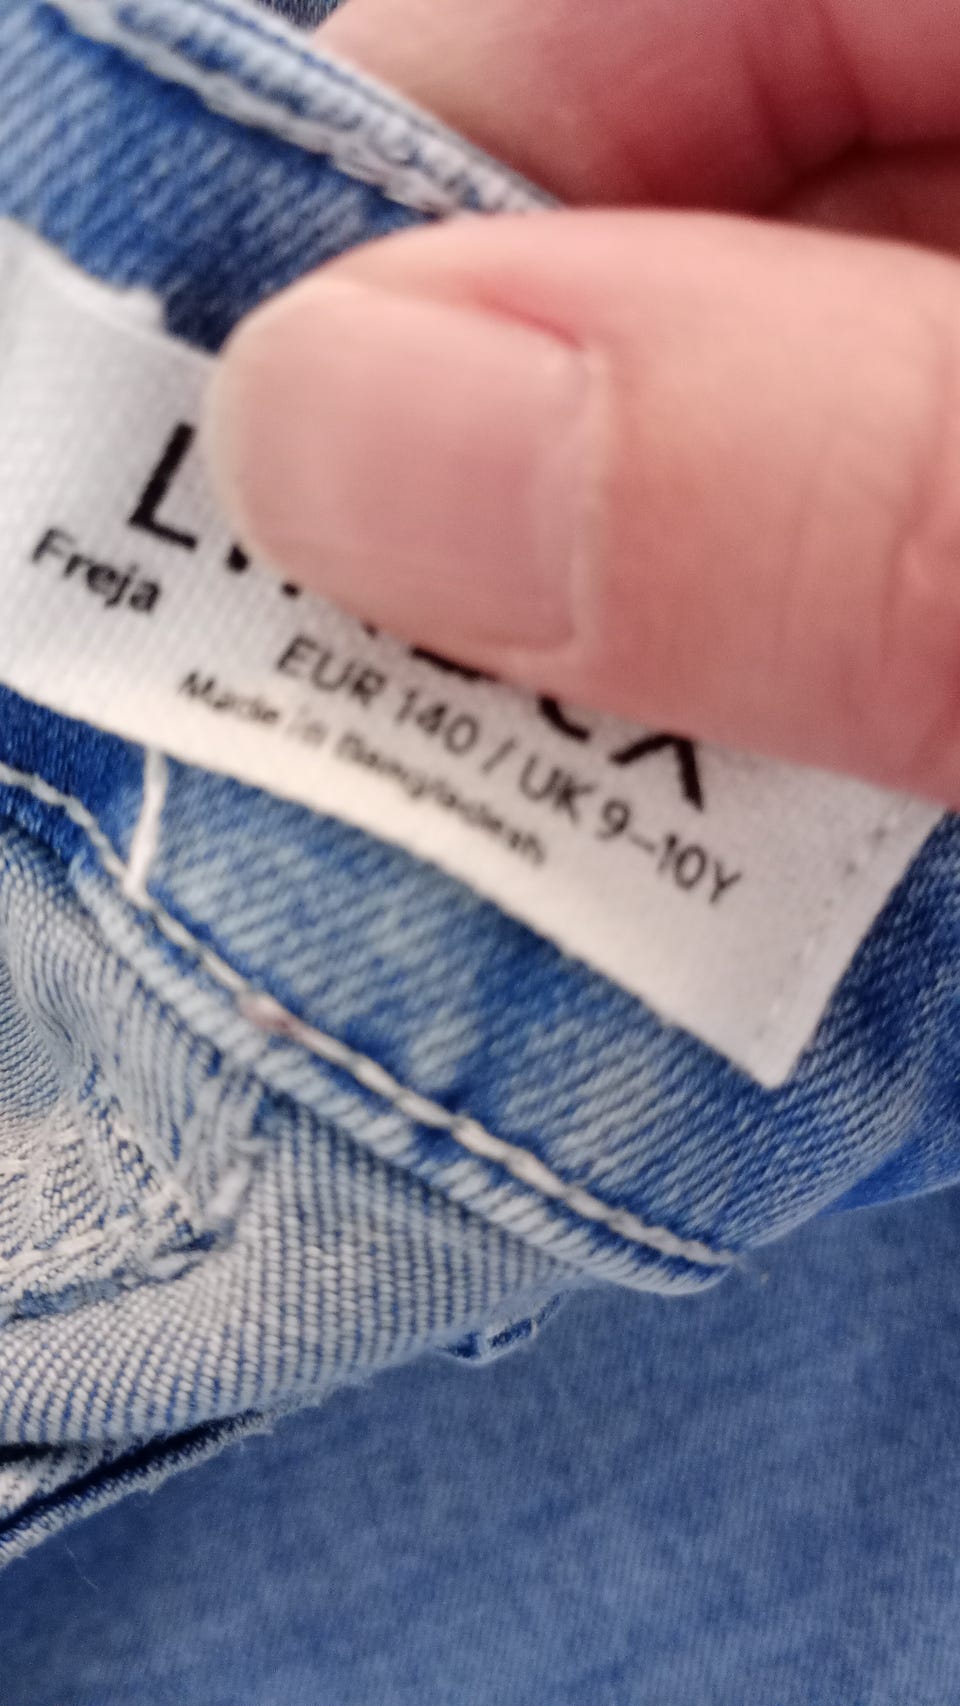 Freja
EUR 140 / UK 9–10Y
Made in Bangladesh